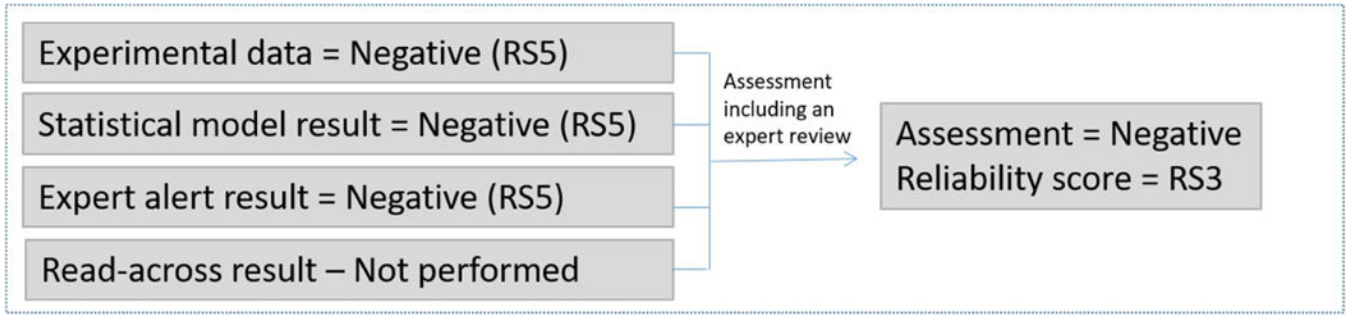 Experimental data = Negative (RS5)
Statistical model result = Negative (RS5)
Expert alert result = Negative (RS5)
Read-across result – Not performed
Assessment
including an
expert review
Assessment = Negative
Reliability score = RS3